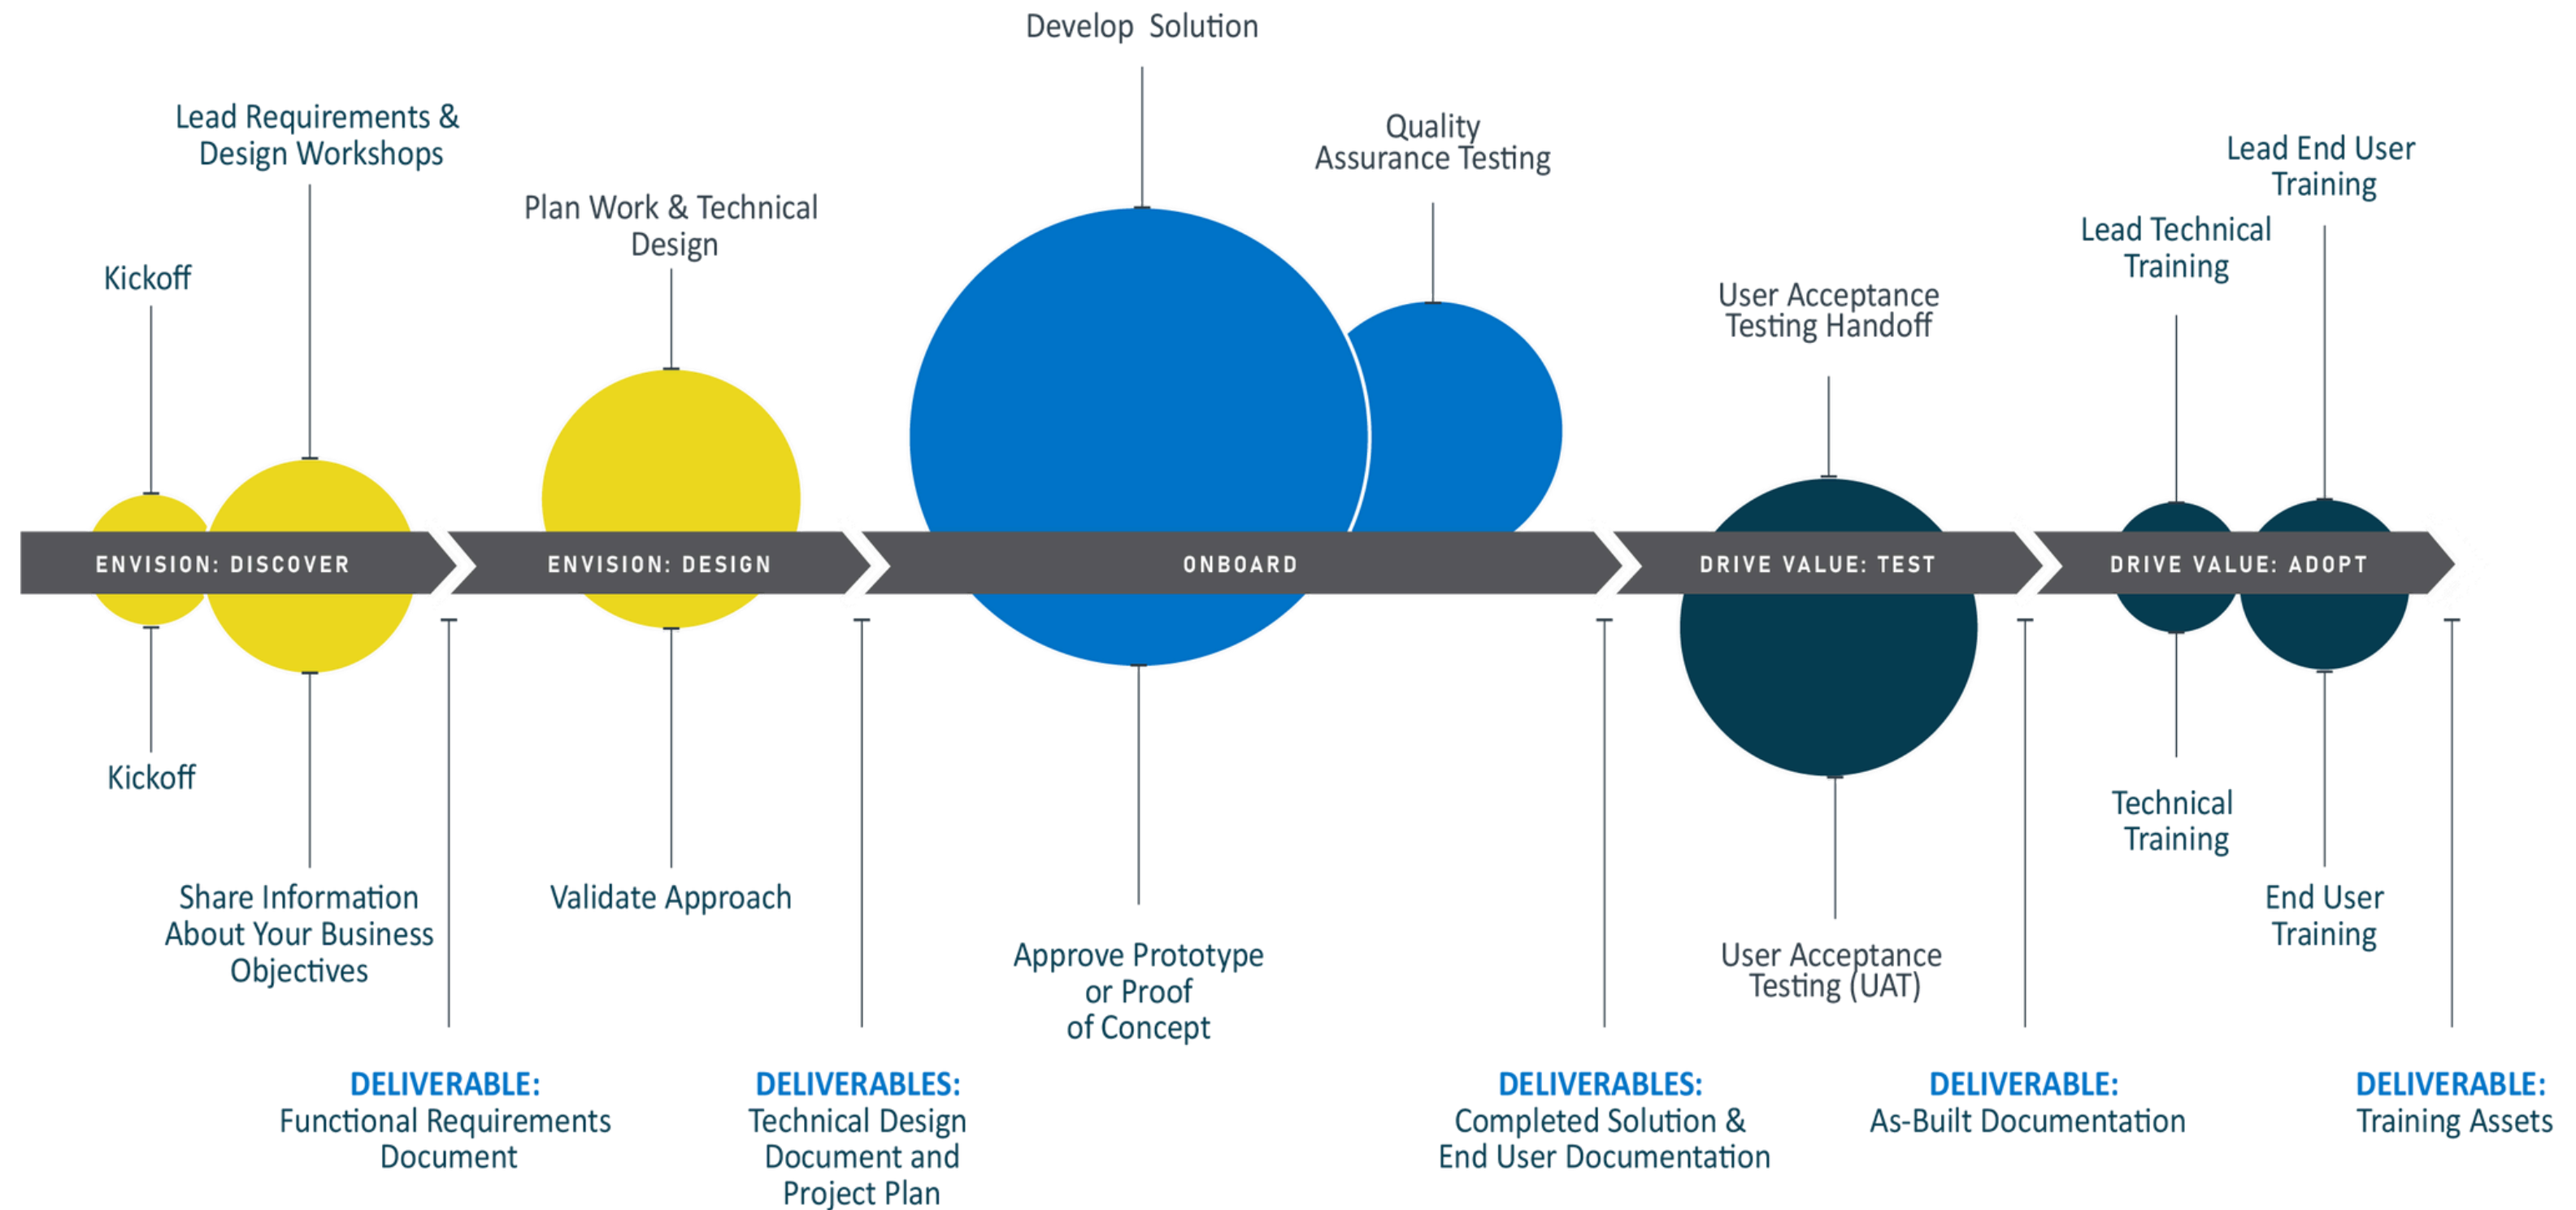 Develop Solution
Lead Requirements &
Design Workshops
Quality
Assurance Testing
Lead End User
Training
Plan Work & Technical
Design
Lead Technical
Training
Kickoff
User Acceptance
Testing Handoff
ENVISION: DISCOVER
ENVISION: DESIGN
ONBOARD
DRIVE VALUE: TEST
DRIVE VALUE: ADOPT
Kickoff
Technical
Training
Share Information
About Your Business
Objectives
Validate Approach
End User
Training
Approve Prototype
or Proof
of Concept
User Acceptance
Testing (UAT)
DELIVERABLE:
Functional Requirements
Document
DELIVERABLES:
Technical Design
Document and
Project Plan
DELIVERABLES:
Completed Solution &
End User Documentation
DELIVERABLE:
As-Built Documentation
DELIVERABLE:
Training Assets